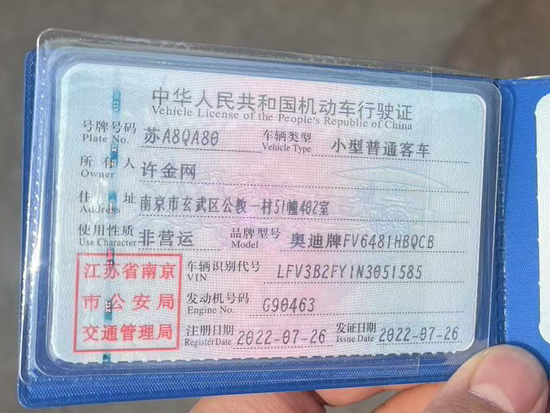 中华人民共和国机动车行驶证
Vehicle License of the People's Republic of China
号牌号码 苏A8QA80 车辆类型 小型普通客车
Plate No. Vehicle Type
所有人 许金网
Owner
住址 南京市玄武区公教一村51幢402室
Address
使用性质 非营运 品牌型号 奥迪牌FV6481HBQCB
Use Character Model
江苏省南京市公安局交通管理局
车辆识别代号 LFV3B2FY1N3051585
VIN
发动机号码 G90463
Engine No.
注册日期 2022-07-26 发证日期 2022-07-26
Register Date Issue Date